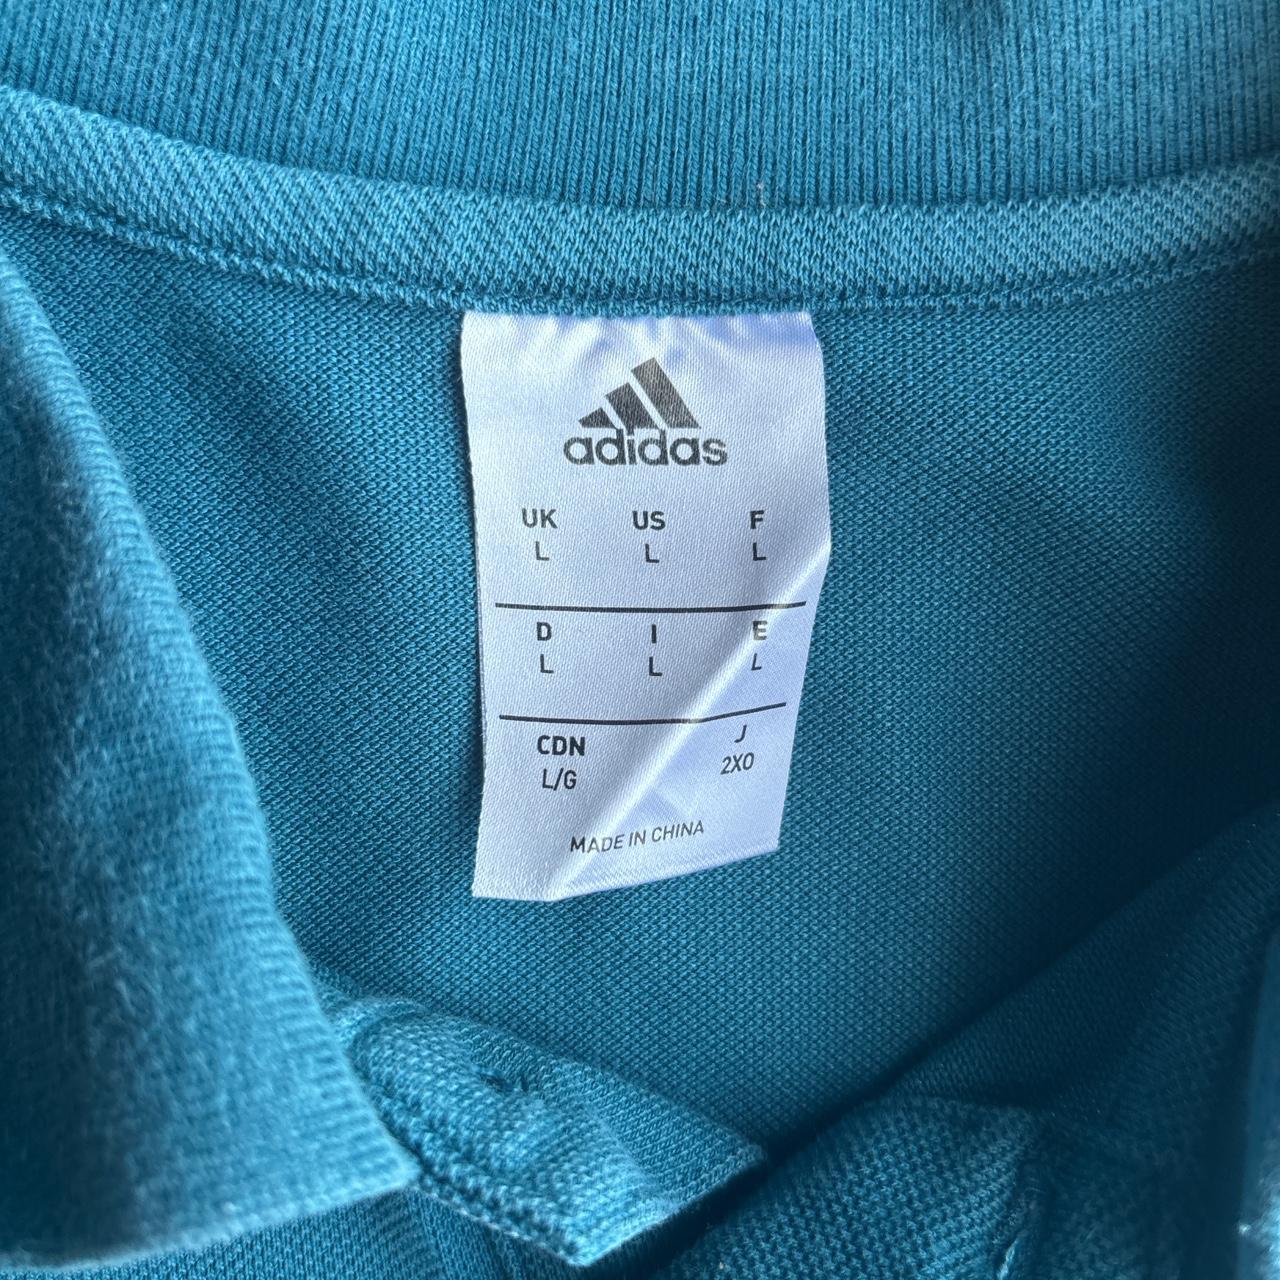 adidas
UK US F
L L L
D I E
L L L
CDN J
L/G 2XO
MADE IN CHINA